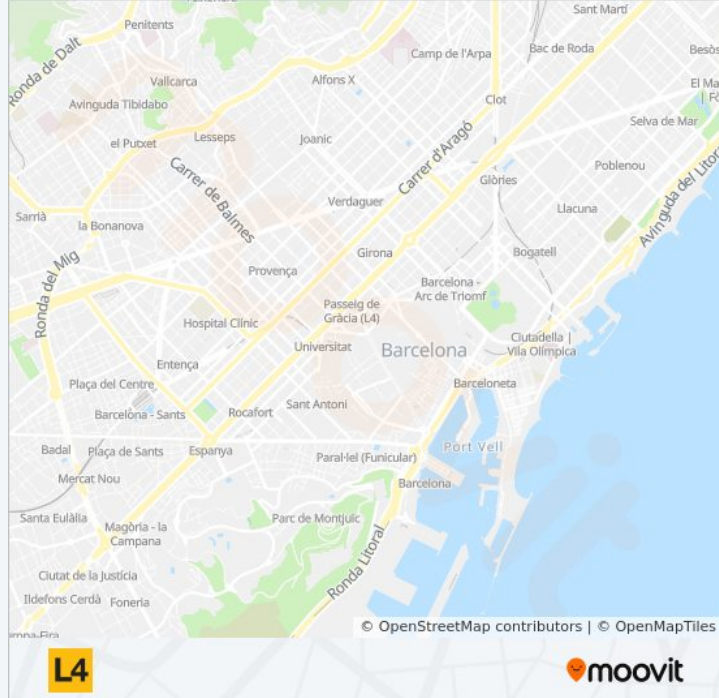 Sant Martí
Penitents
Ronda de Dalt
Bac de Roda
Camp de l'Arpa
Vallcarca
Alfons X
El Ma
Clot
Avinguda Tibidabo
| F
Selva de Mar
el Putxet
Lesseps
Joanic
Carrer d'Aragó
Poblenou
Carrer de Balmes
Glòries
Avinguda del Litor
Verdaguer
Sarrià
Llacuna
la Bonanova
Girona
Bogatell
Ronda del Mig
Provença
Barcelona -
Arc de Triomf
Passeig de
Gràcia (L4)
Hospital Clínic
Ciutadella |
Vila Olímpica
Universitat
Barcelona
Entença
Plaça del Centre
Barceloneta
Barcelona - Sants
Rocafort
Sant Antoni
Badal
Plaça de Sants
Espanya
Paral·lel (Funicular)
Port Vell
Mercat Nou
Barcelona
Santa Eulàlia
Magòria - la
Campana
Parc de Montjuïc
Ronda Litoral
Ciutat de la Justícia
Ildefons Cerdà
Foneria
© OpenStreetMap contributors | © OpenMapTiles
L4
moovit